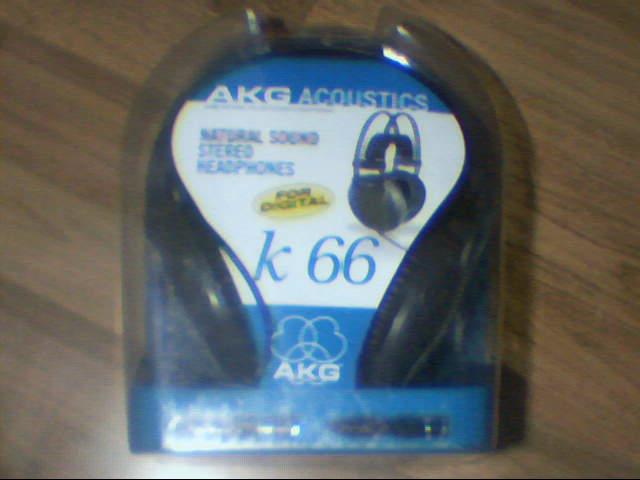 AKG ACOUSTICS
NATURAL SOUND
STEREO
HEADPHONES
FOR
DIGITAL
k 66
AKG